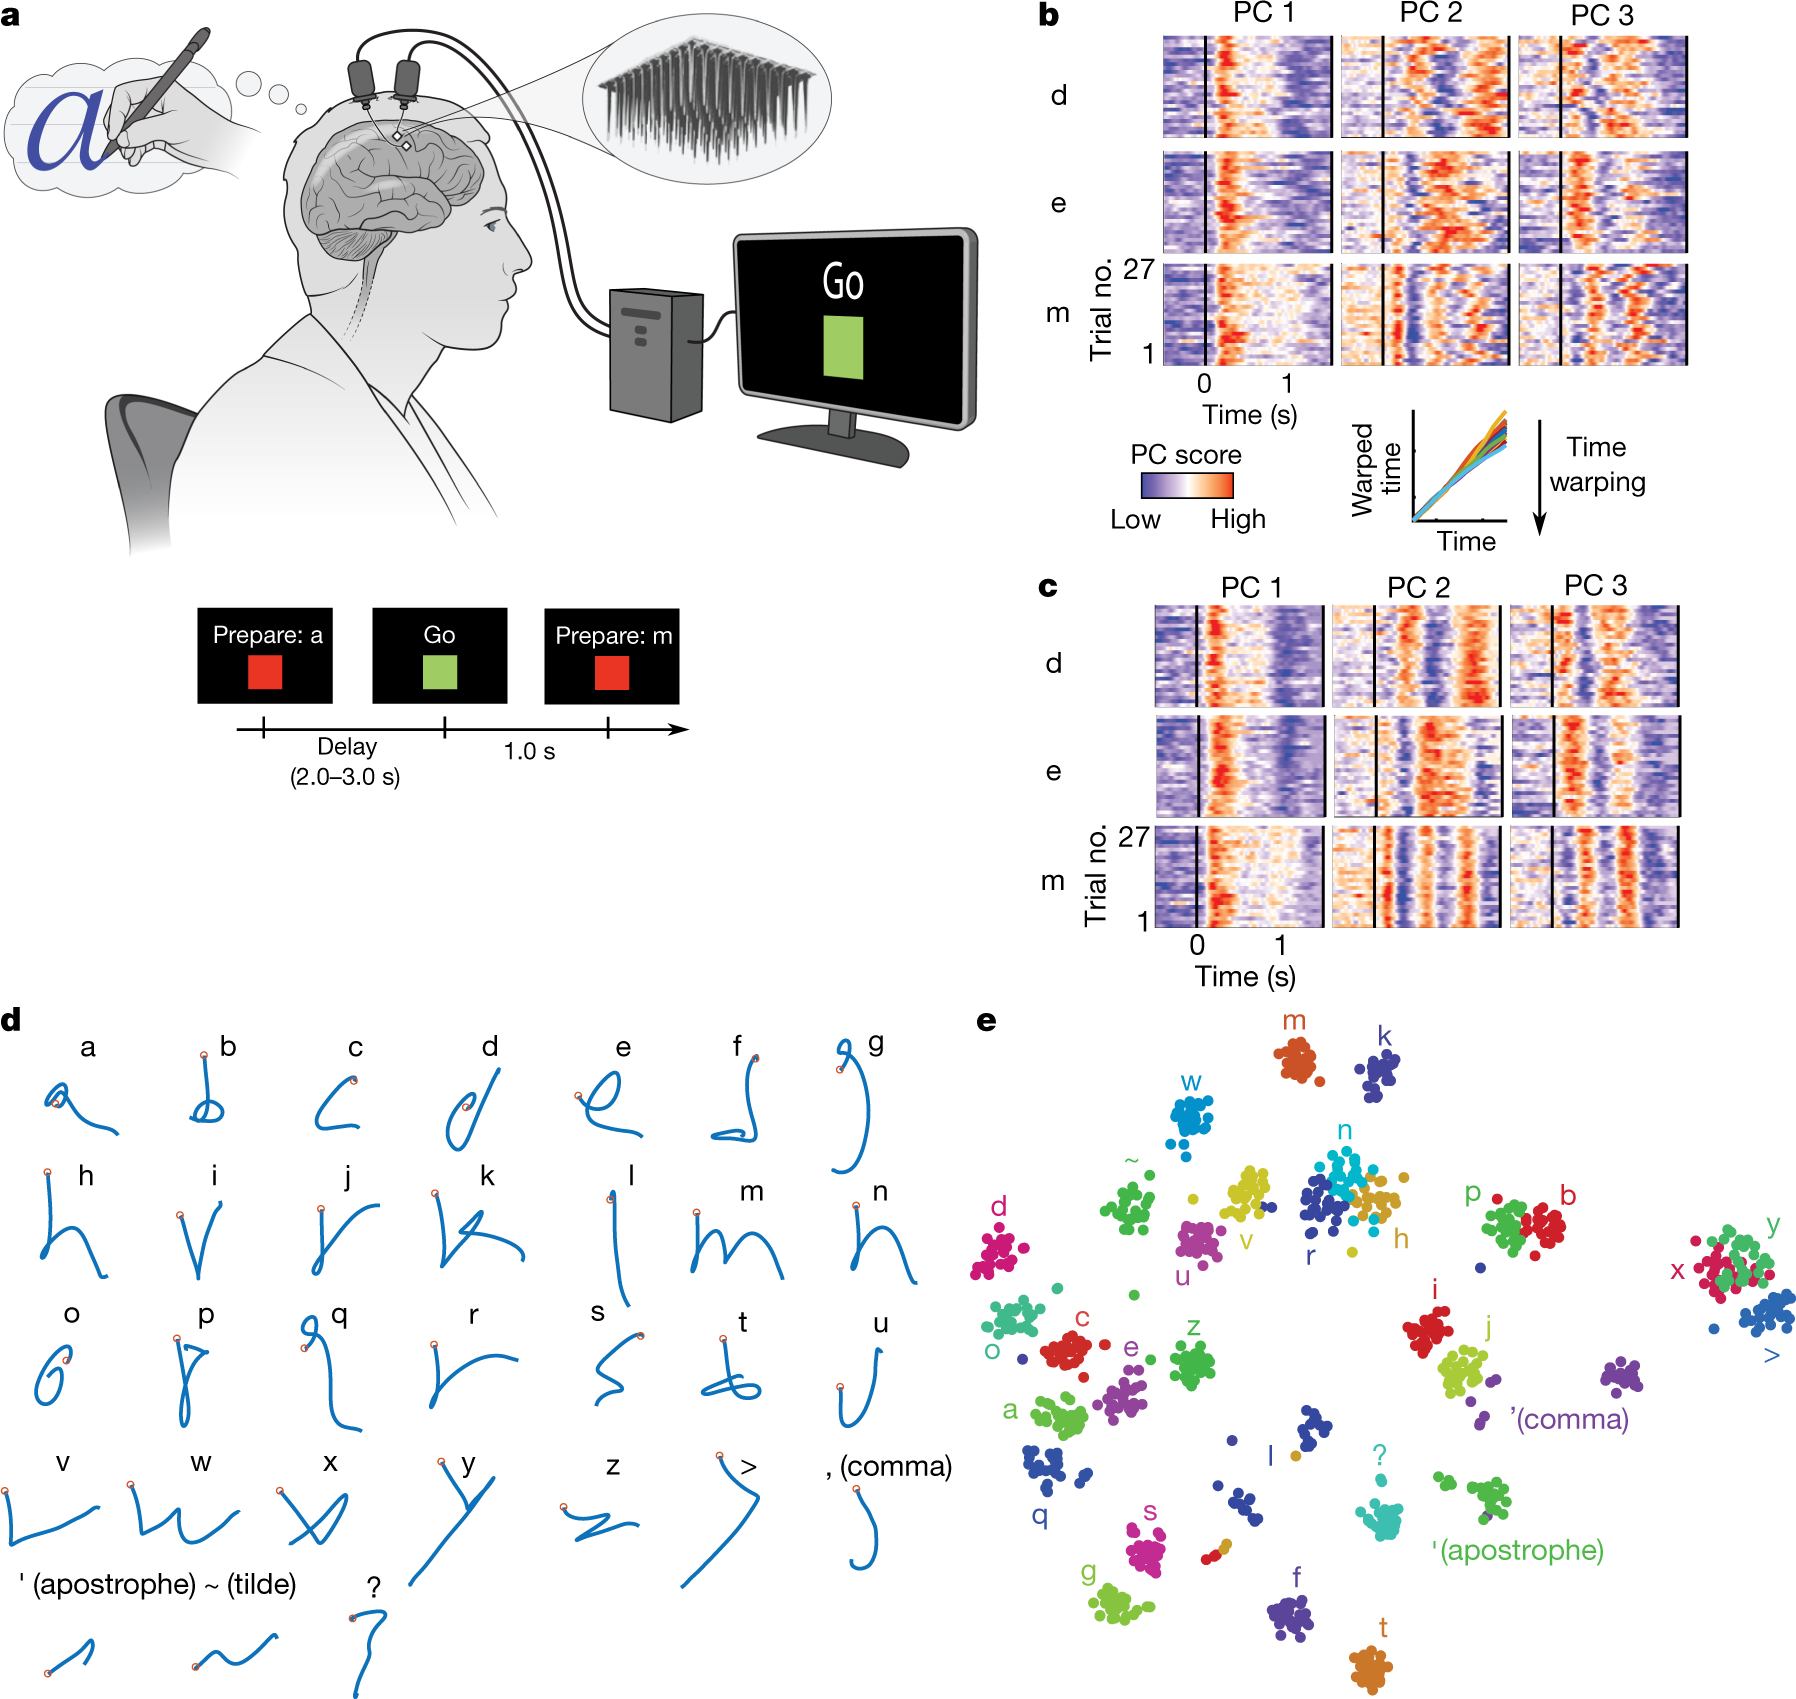 a
a
Go
Prepare: a
Go
Prepare: m
Delay
(2.0–3.0 s)
1.0 s
b
PC 1
PC 2
PC 3
d
e
m
Trial no.
27
1
0
1
Time (s)
PC score
Low
High
Warped
time
Time
Time
warping
c
PC 1
PC 2
PC 3
d
e
m
Trial no.
27
1
0
1
Time (s)
d
a b c d e f g
h i j k l m n
o p q r s t u
v w x y z > , (comma)
' (apostrophe) ~ (tilde)
?
e
m
k
w
n
~
d
v
u
r
h
p
b
y
x
>
i
j
o
c
e
z
a
’(comma)
q
l
?
s
'(apostrophe)
g
f
t